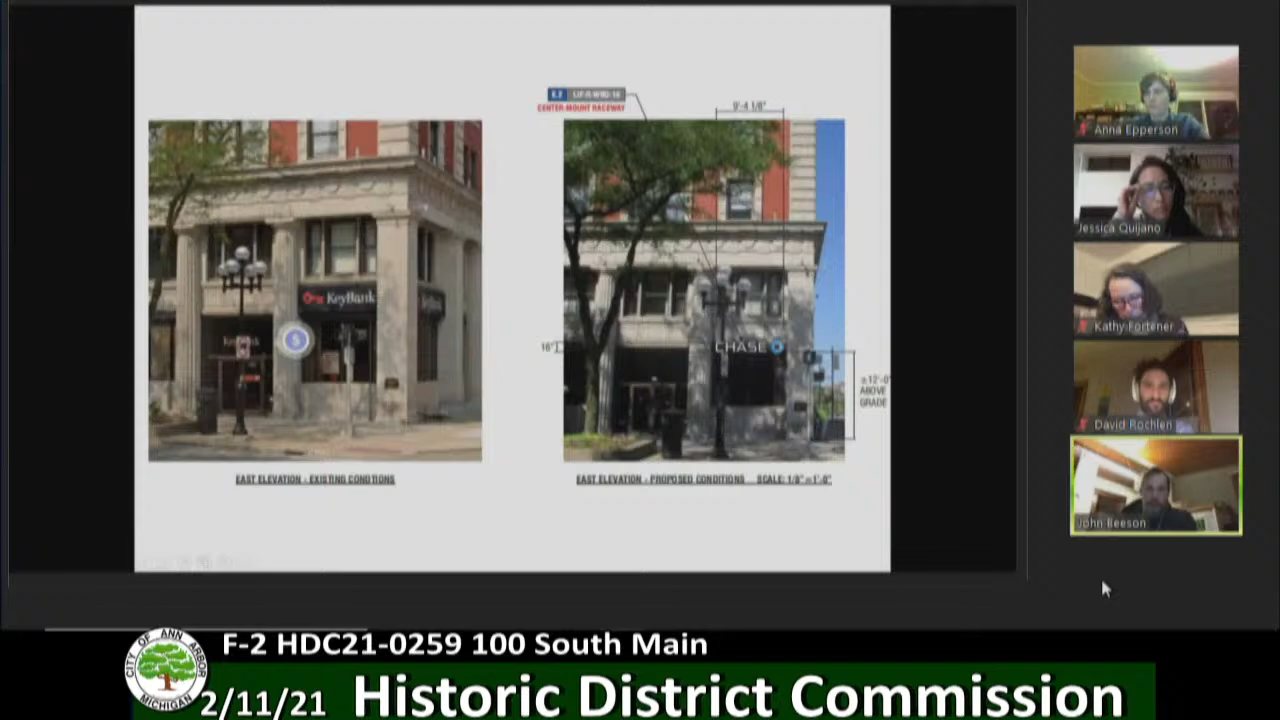 E.2
CENTER-MOUNT RACEWAY
9'-4 1/8"
KeyBank
CHASE
16"
±12'-0"
ABOVE
GRADE
EAST ELEVATION - EXISTING CONDITIONS
EAST ELEVATION - PROPOSED CONDITIONS SCALE: 1/8" = 1'-0"
Anna Epperson
Jessica Quijano
Kathy Fortener
David Rochlen
John Beeson
CITY OF ANN ARBOR
MICHIGAN
F-2 HDC21-0259 100 South Main
2/11/21 Historic District Commission